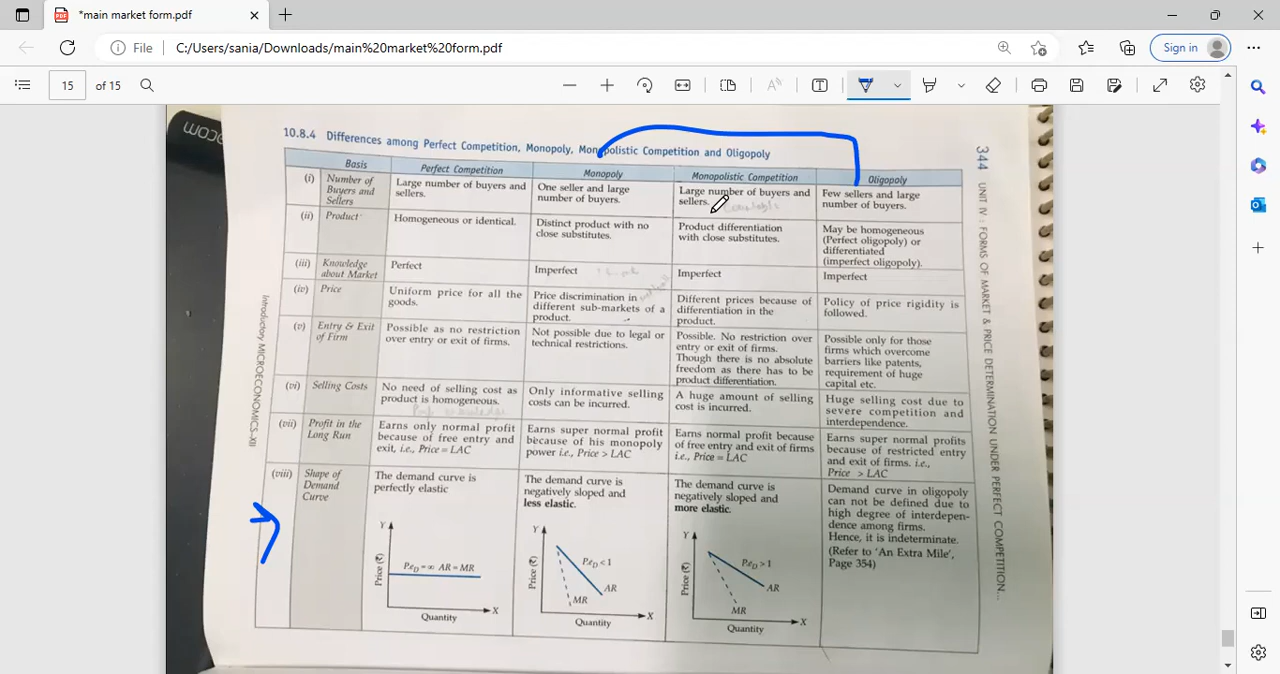 *main market form.pdf
File
C:/Users/sania/Downloads/main%20market%20form.pdf
Sign in
15 of 15
10.8.4 Differences among Perfect Competition, Monopoly, Monopolistic Competition and Oligopoly
Basis
Perfect Competition
Monopoly
Monopolistic Competition
Oligopoly
(i) Number of
Buyers and
Sellers
Large number of buyers and
sellers.
One seller and large
number of buyers.
Large number of buyers and
sellers.
Few sellers and large
number of buyers.
(ii) Product
Homogeneous or identical.
Distinct product with no
close substitutes.
Product differentiation
with close substitutes.
May be homogeneous
(Perfect oligopoly) or
differentiated
(imperfect oligopoly).
(iii) Knowledge
about Market
Perfect
Imperfect
Imperfect
Imperfect
(iv) Price
Uniform price for all the
goods.
Price discrimination in
different sub-markets of a
product.
Different prices because of
differentiation in the
product.
Policy of price rigidity is
followed.
(v) Entry & Exit
of Firm
Possible as no restriction
over entry or exit of firms.
Not possible due to legal or
technical restrictions.
Possible. No restriction over
entry or exit of firms.
Though there is no absolute
freedom as there has to be
product differentiation.
Possible only for those
firms which overcome
barriers like patents,
requirement of huge
capital etc.
(vi) Selling Costs
No need of selling cost as
product is homogeneous.
Only informative selling
costs can be incurred.
A huge amount of selling
cost is incurred.
Huge selling cost due to
severe competition and
interdependence.
(vii) Profit in the
Long Run
Earns only normal profit
because of free entry and
exit, i.e., Price = LAC
Earns super normal profit
because of his monopoly
power i.e., Price > LAC
Earns normal profit because
of free entry and exit of firms
i.e., Price = LAC
Earns super normal profits
because of restricted entry
and exit of firms. i.e.,
Price > LAC
(viii) Shape of
Demand
Curve
The demand curve is
perfectly elastic
Y
Price (₹)
PεD = ∞ AR = MR
X
Quantity
The demand curve is
negatively sloped and
less elastic.
Y
Price (₹)
PεD < 1
AR
MR
X
Quantity
The demand curve is
negatively sloped and
more elastic.
Y
Price (₹)
PεD > 1
AR
MR
X
Quantity
Demand curve in oligopoly
can not be defined due to
high degree of interdepen-
dence among firms.
Hence, it is indeterminate.
(Refer to 'An Extra Mile',
Page 354)
344 UNIT IV : FORMS OF MARKET & PRICE DETERMINATION UNDER PERFECT COMPETITION...
Introductory MICROECONOMICS-XII